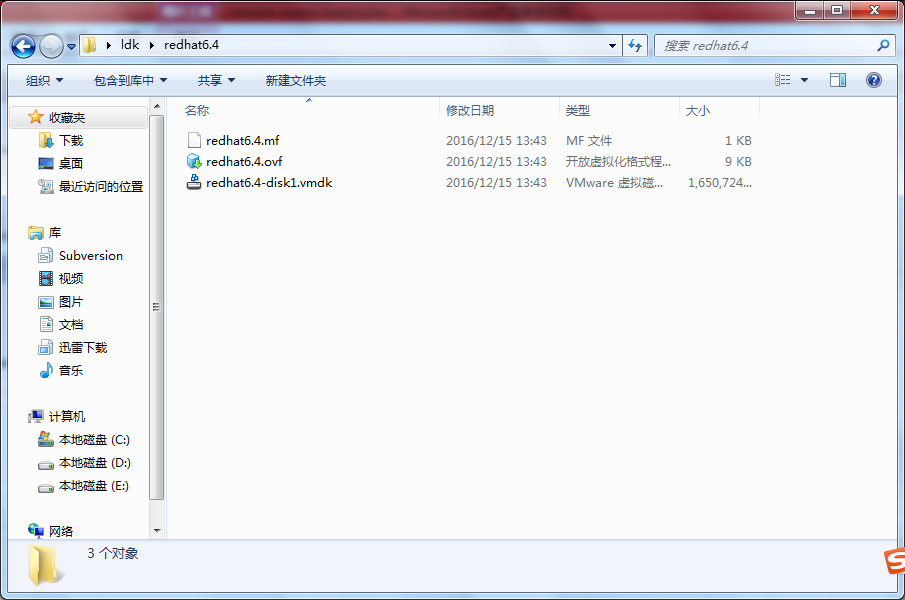 ldk redhat6.4
搜索 redhat6.4
组织 包含到库中 共享 新建文件夹
名称 修改日期 类型 大小
redhat6.4.mf 2016/12/15 13:43 MF 文件 1 KB
redhat6.4.ovf 2016/12/15 13:43 开放虚拟化格式程... 9 KB
redhat6.4-disk1.vmdk 2016/12/15 13:43 VMware 虚拟磁... 1,650,724...
收藏夹
下载
桌面
最近访问的位置
库
Subversion
视频
图片
文档
迅雷下载
音乐
计算机
本地磁盘 (C:)
本地磁盘 (D:)
本地磁盘 (E:)
网络
3 个对象